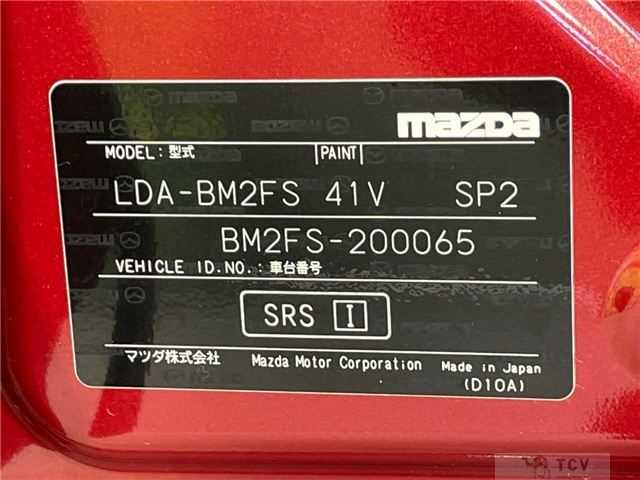 mazda
MODEL: 型式 PAINT
LDA-BM2FS 41V SP2
BM2FS-200065
VEHICLE ID.NO.: 車台番号
SRS I
マツダ株式会社 Mazda Motor Corporation Made in Japan
(D10A)
TCV